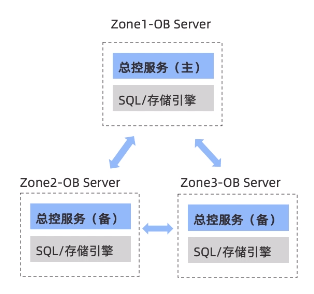 Zone1-OB Server
总控服务（主）
SQL/存储引擎
Zone2-OB Server
总控服务（备）
SQL/存储引擎
Zone3-OB Server
总控服务（备）
SQL/存储引擎